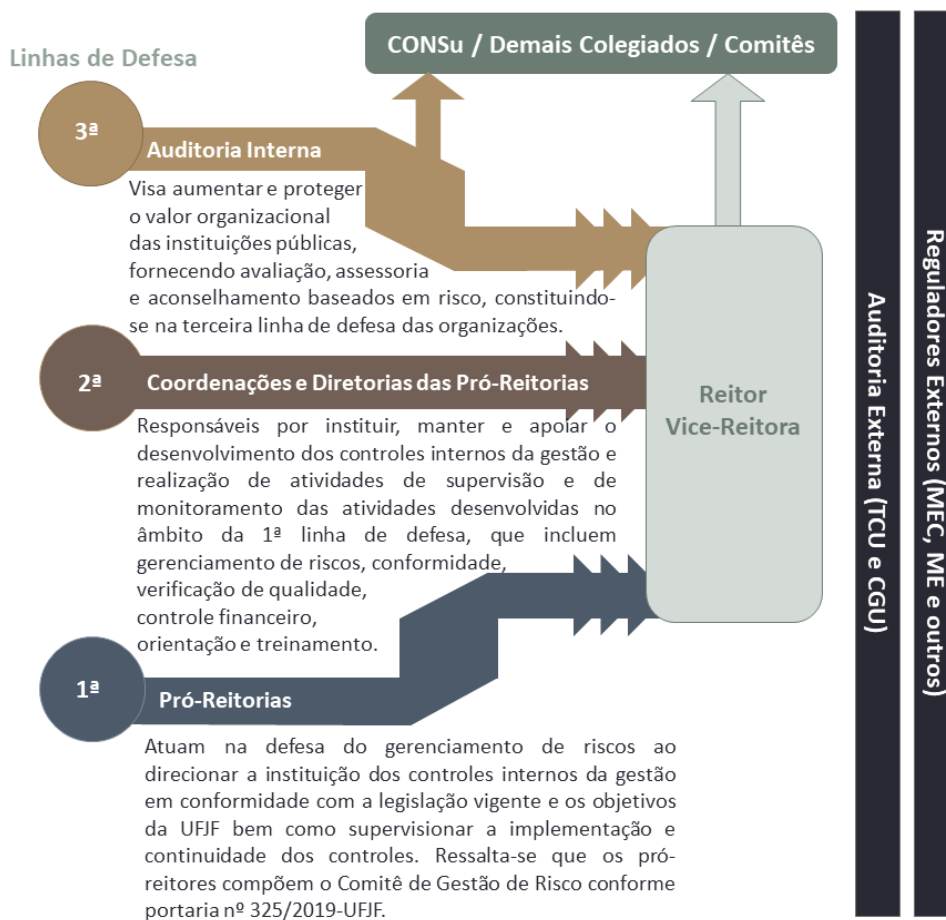 CONSu / Demais Colegiados / Comitês
Linhas de Defesa
3ª
Auditoria Interna
Visa aumentar e proteger
o valor organizacional
das instituições públicas,
fornecendo avaliação, assessoria
e aconselhamento baseados em risco, constituindo-
se na terceira linha de defesa das organizações.
2ª
Coordenações e Diretorias das Pró-Reitorias
Responsáveis por instituir, manter e apoiar o
desenvolvimento dos controles internos da gestão e
realização de atividades de supervisão e de
monitoramento das atividades desenvolvidas no
âmbito da 1ª linha de defesa, que incluem
gerenciamento de riscos, conformidade,
verificação de qualidade,
controle financeiro,
orientação e treinamento.
1ª
Pró-Reitorias
Atuam na defesa do gerenciamento de riscos ao
direcionar a instituição dos controles internos da gestão
em conformidade com a legislação vigente e os objetivos
da UFJF bem como supervisionar a implementação e
continuidade dos controles. Ressalta-se que os pró-
reitores compõem o Comitê de Gestão de Risco conforme
portaria nº 325/2019-UFJF.
Reitor
Vice-Reitora
Auditoria Externa (TCU e CGU)
Reguladores Externos (MEC, ME e outros)